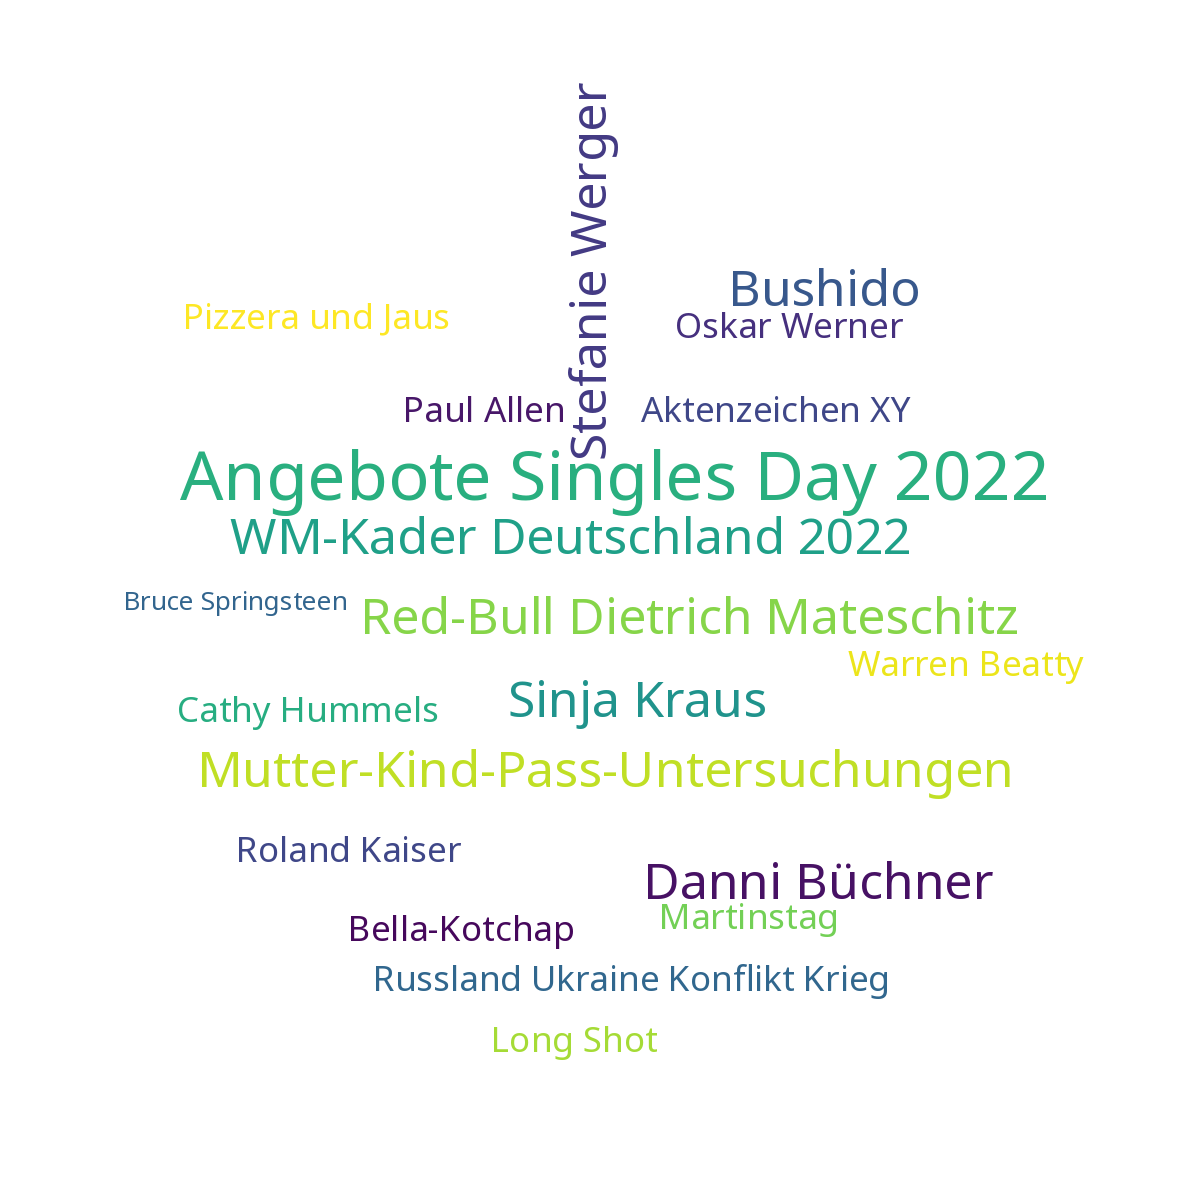 Stefanie Werger
Bushido
Pizzera und Jaus
Oskar Werner
Paul Allen
Aktenzeichen XY
Angebote Singles Day 2022
WM-Kader Deutschland 2022
Bruce Springsteen
Red-Bull Dietrich Mateschitz
Warren Beatty
Cathy Hummels
Sinja Kraus
Mutter-Kind-Pass-Untersuchungen
Roland Kaiser
Danni Büchner
Martinstag
Bella-Kotchap
Russland Ukraine Konflikt Krieg
Long Shot